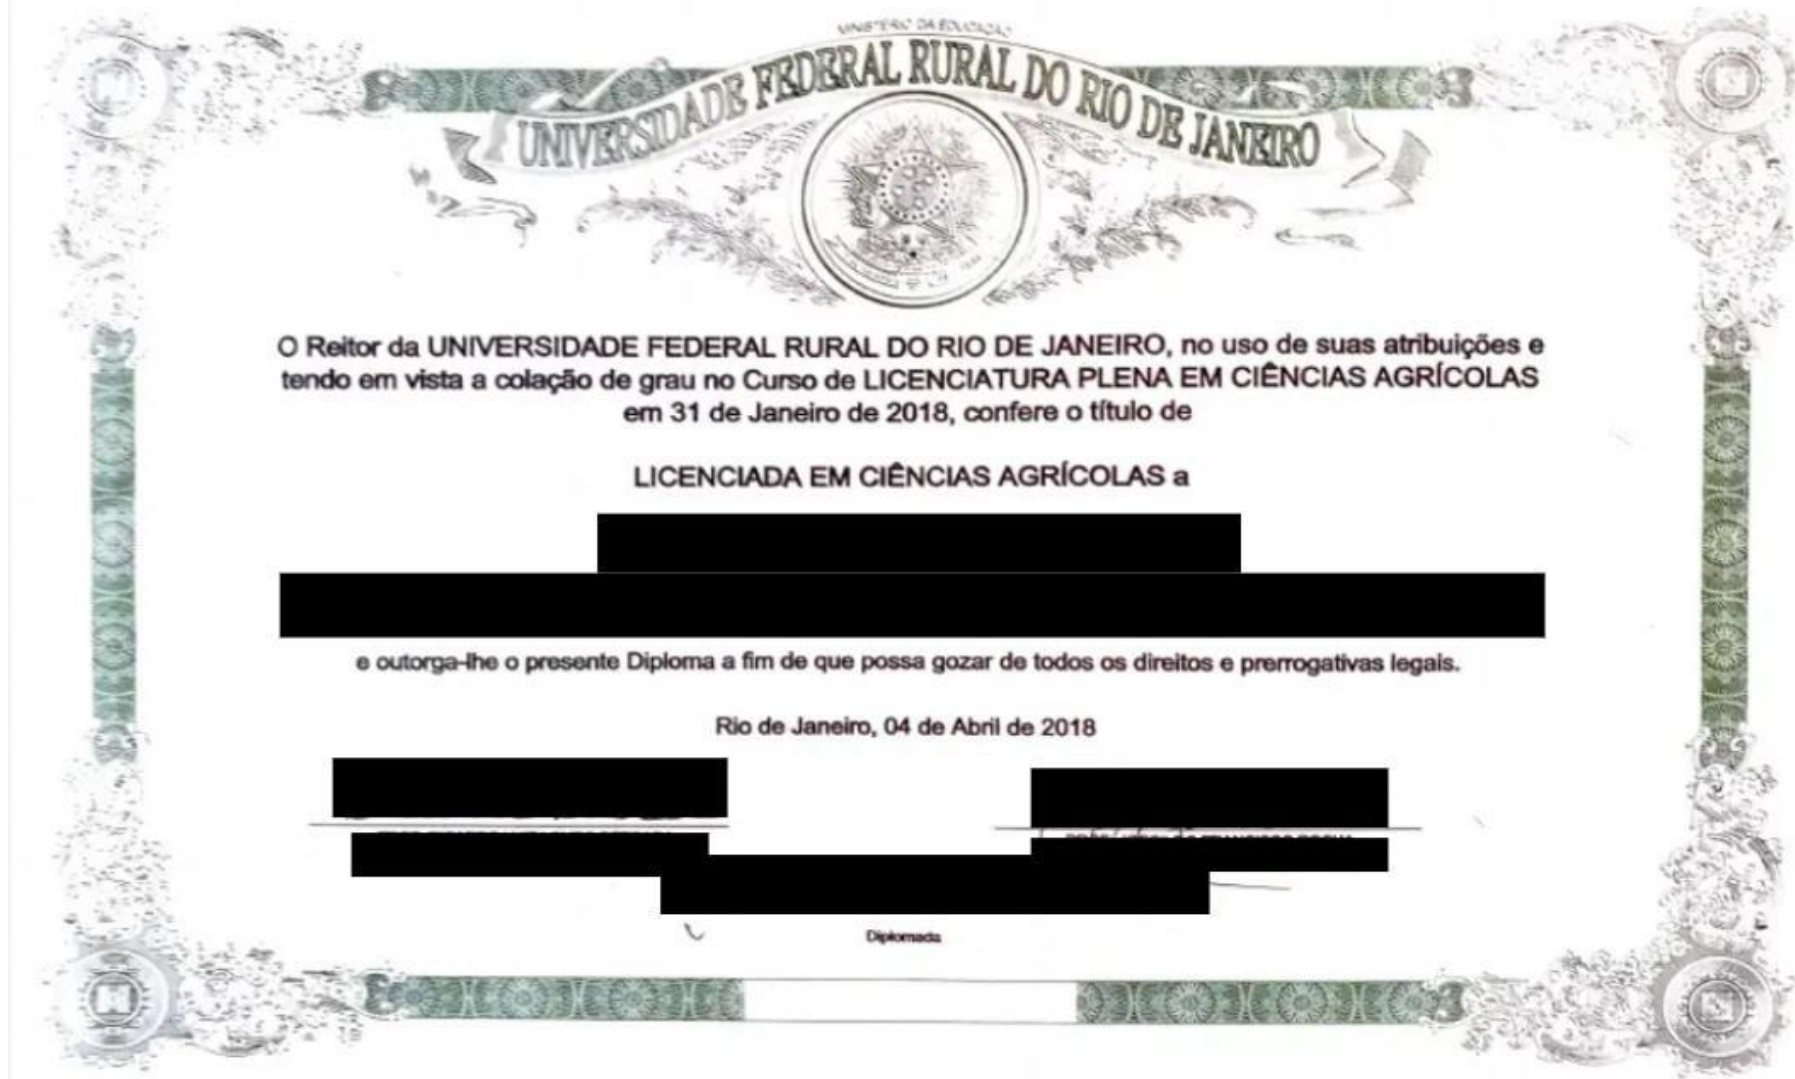 MINISTÉRIO DA EDUCAÇÃO
UNIVERSIDADE FEDERAL RURAL DO RIO DE JANEIRO
O Reitor da UNIVERSIDADE FEDERAL RURAL DO RIO DE JANEIRO, no uso de suas atribuições e
tendo em vista a colação de grau no Curso de LICENCIATURA PLENA EM CIÊNCIAS AGRÍCOLAS
em 31 de Janeiro de 2018, confere o título de
LICENCIADA EM CIÊNCIAS AGRÍCOLAS a
e outorga-lhe o presente Diploma a fim de que possa gozar de todos os direitos e prerrogativas legais.
Rio de Janeiro, 04 de Abril de 2018
Diplomada